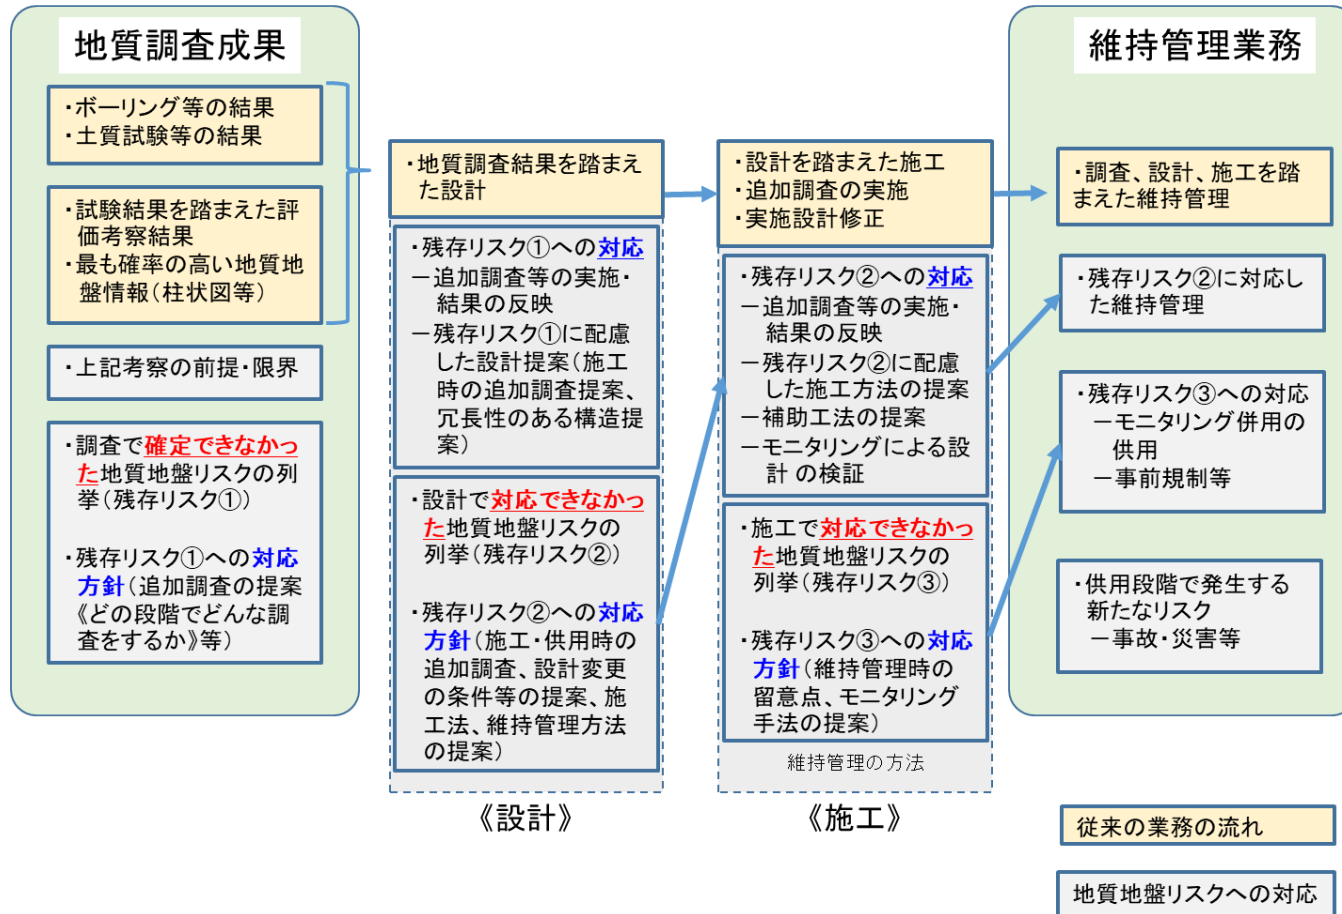 地質調査成果
・ボーリング等の結果
・土質試験等の結果
・試験結果を踏まえた評
価考察結果
・最も確率の高い地質地
盤情報(柱状図等)
・上記考察の前提・限界
・調査で確定できなかっ
た地質地盤リスクの列
挙(残存リスク①)
・残存リスク①への対応
方針(追加調査の提案
《どの段階でどんな調
査をするか》等)
・地質調査結果を踏まえ
た設計
・残存リスク①への対応
－追加調査等の実施・
結果の反映
－残存リスク①に配慮
した設計提案(施工
時の追加調査提案、
冗長性のある構造提
案)
・設計で対応できなかっ
た地質地盤リスクの
列挙(残存リスク②)
・残存リスク②への対応
方針(施工・供用時の
追加調査、設計変更
の条件等の提案、施
工法、維持管理方法
の提案)
《設計》
・設計を踏まえた施工
・追加調査の実施
・実施設計修正
・残存リスク②への対応
－追加調査等の実施・
結果の反映
－残存リスク②に配慮
した施工方法の提案
－補助工法の提案
－モニタリングによる設
計 の検証
・施工で対応できなかっ
た地質地盤リスクの
列挙(残存リスク③)
・残存リスク③への対応
方針(維持管理時の
留意点、モニタリング
手法の提案)
維持管理の方法
《施工》
維持管理業務
・調査、設計、施工を踏
まえた維持管理
・残存リスク②に対応し
た維持管理
・残存リスク③への対応
－モニタリング併用の
供用
－事前規制等
・供用段階で発生する
新たなリスク
－事故・災害等
従来の業務の流れ
地質地盤リスクへの対応